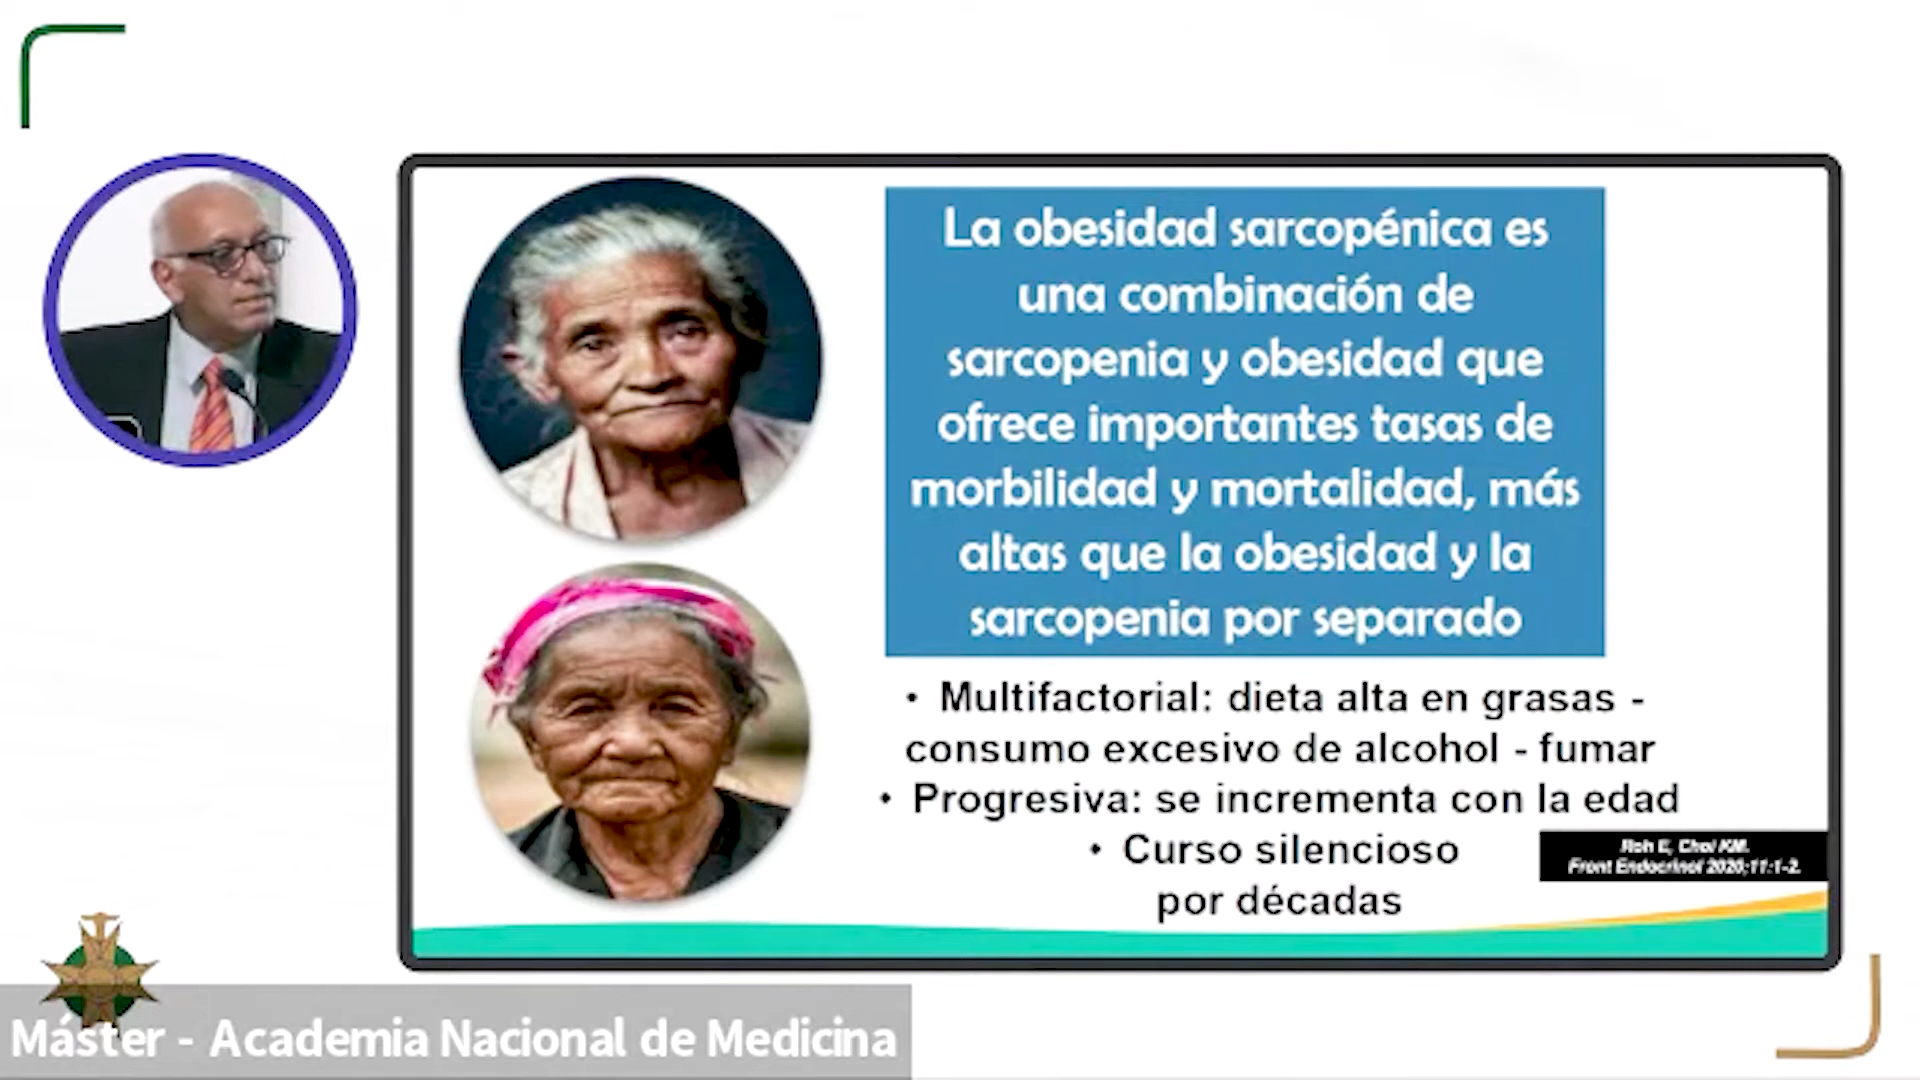 La obesidad sarcopénica es
una combinación de
sarcopenia y obesidad que
ofrece importantes tasas de
morbilidad y mortalidad, más
altas que la obesidad y la
sarcopenia por separado
• Multifactorial: dieta alta en grasas -
consumo excesivo de alcohol - fumar
• Progresiva: se incrementa con la edad
• Curso silencioso
por décadas
Roh E, Choi KM.
Front Endocrinol 2020;11:1-2.
Máster - Academia Nacional de Medicina